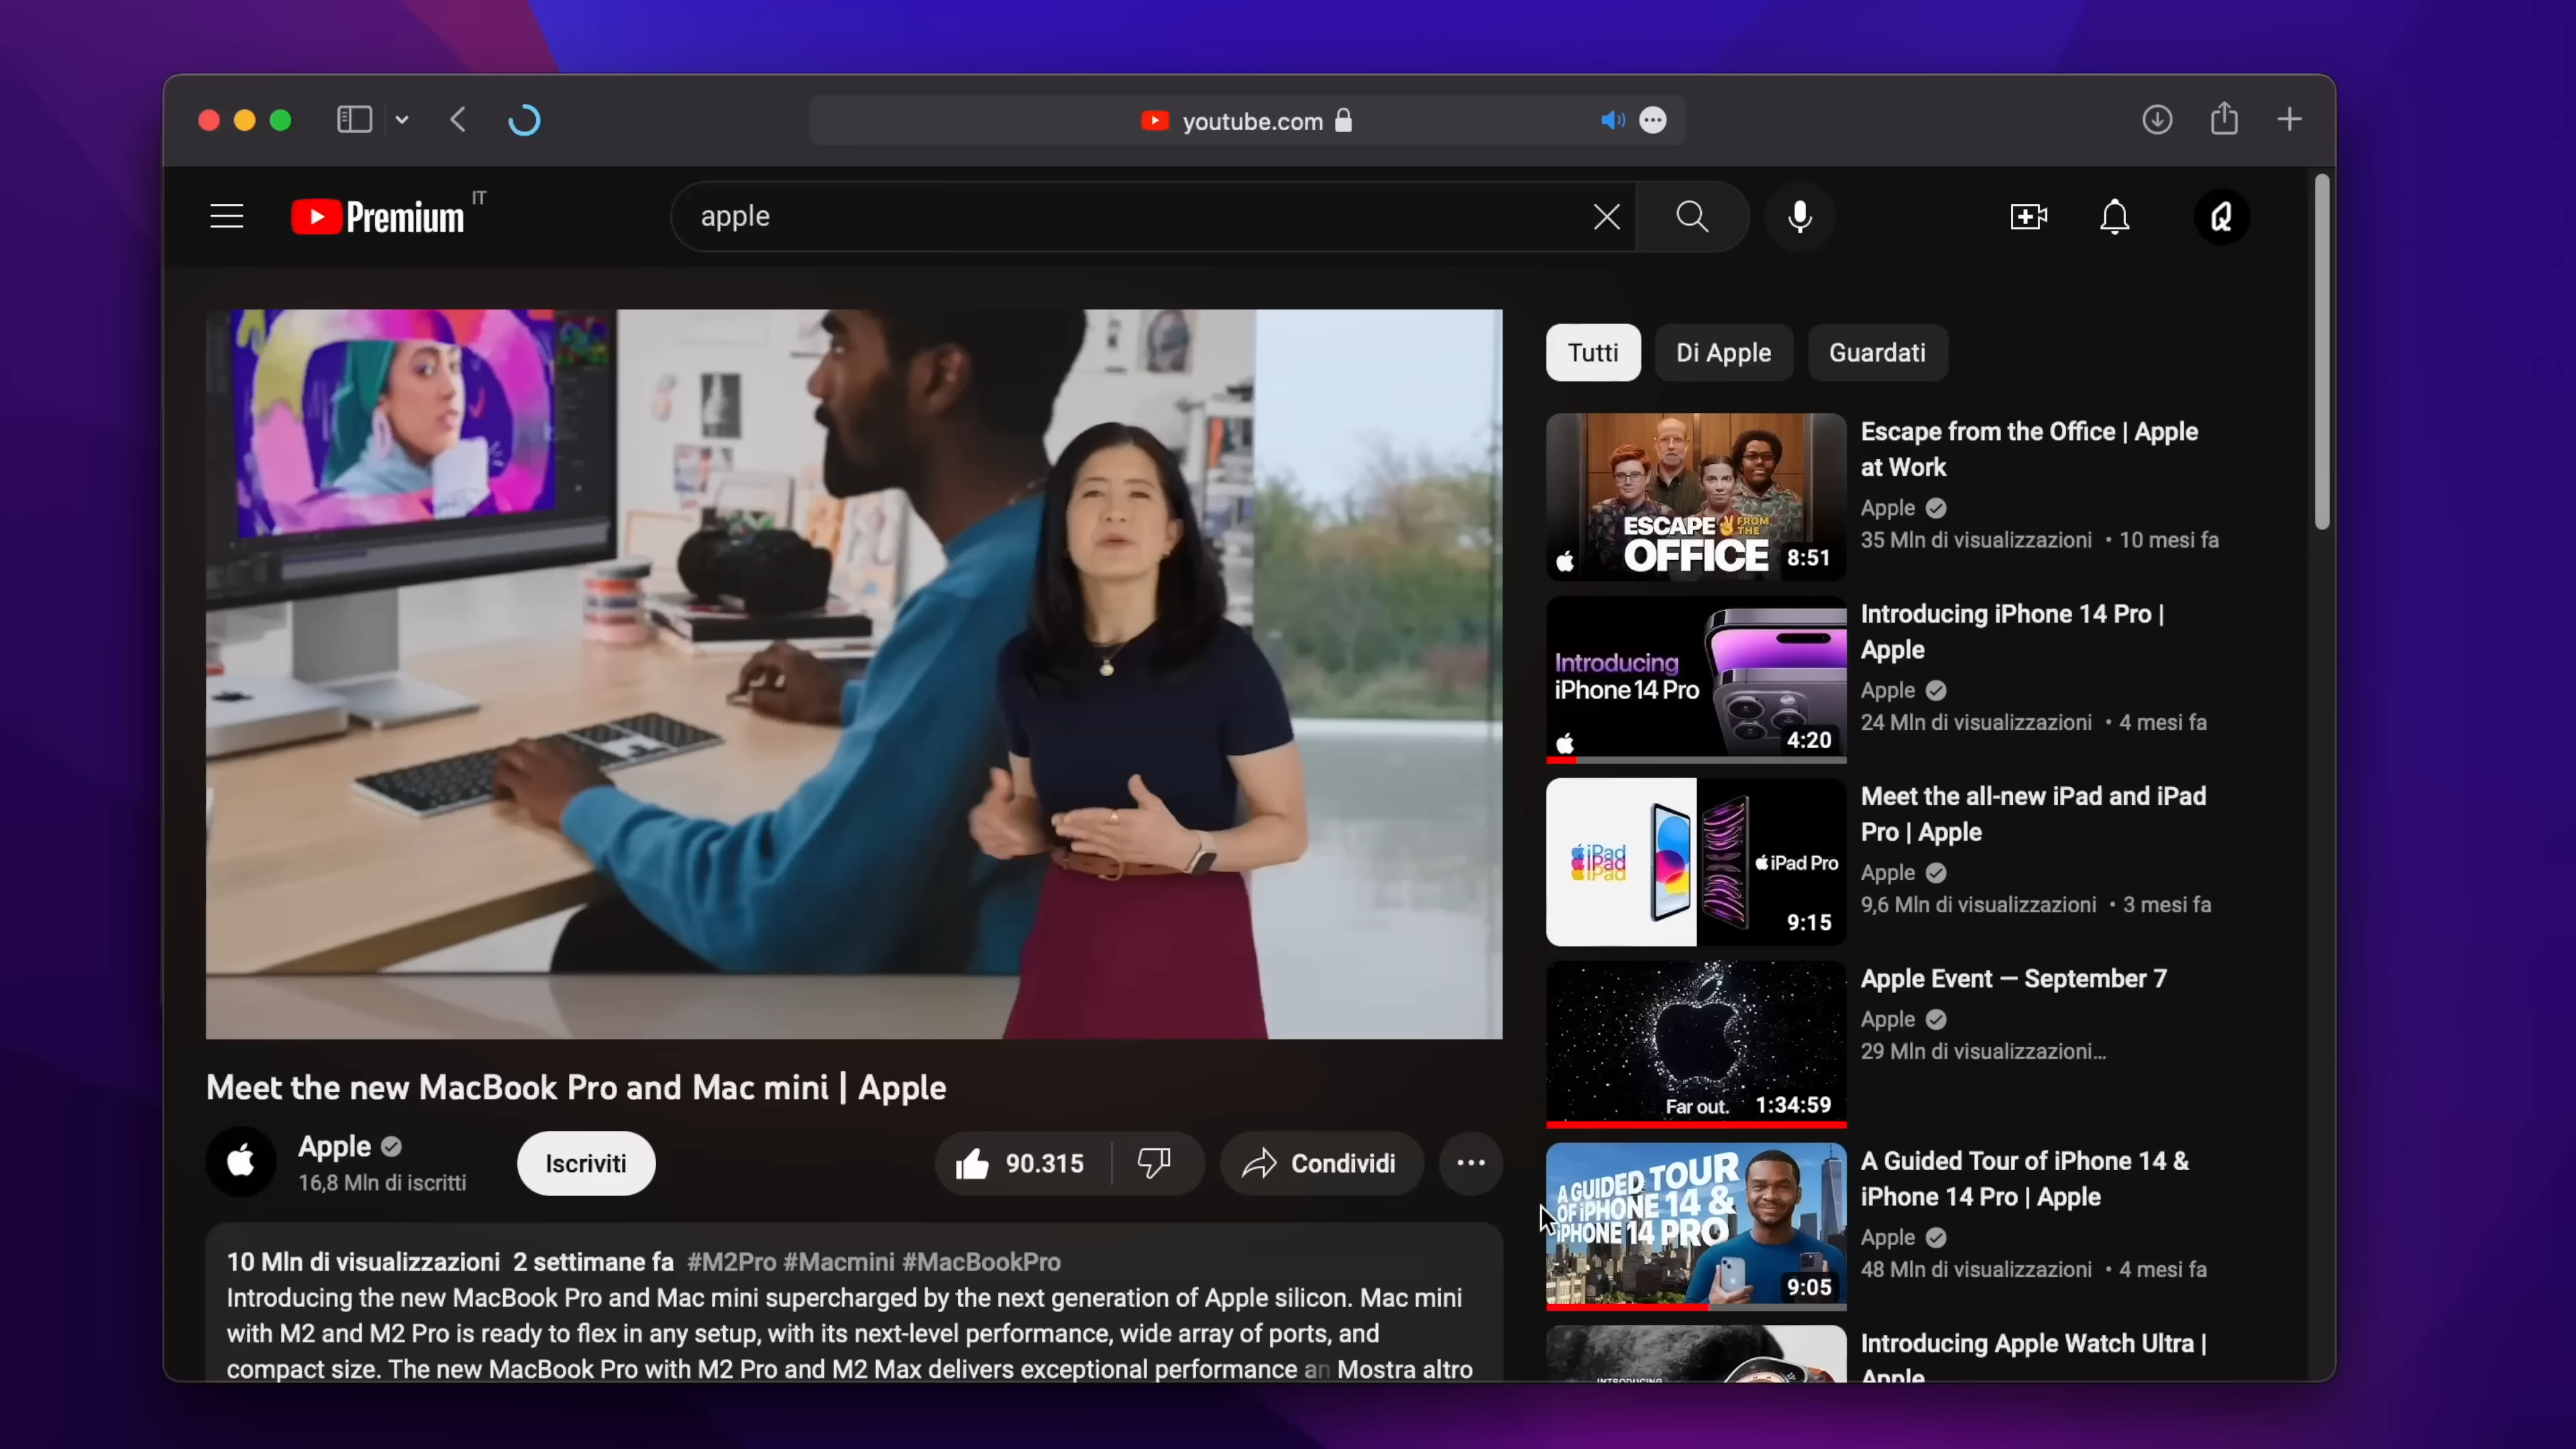 youtube.com
Premium IT
apple
Tutti
Di Apple
Guardati
ESCAPE FROM THE
OFFICE
8:51
Escape from the Office | Apple
at Work
Apple
35 Mln di visualizzazioni • 10 mesi fa
Introducing
iPhone 14 Pro
4:20
Introducing iPhone 14 Pro |
Apple
Apple
24 Mln di visualizzazioni • 4 mesi fa
iPad
iPad
iPad
iPad Pro
9:15
Meet the all-new iPad and iPad
Pro | Apple
Apple
9,6 Mln di visualizzazioni • 3 mesi fa
Far out. 1:34:59
Apple Event — September 7
Apple
29 Mln di visualizzazioni...
A GUIDED TOUR
OF iPHONE 14 &
iPHONE 14 PRO
9:05
A Guided Tour of iPhone 14 &
iPhone 14 Pro | Apple
Apple
48 Mln di visualizzazioni • 4 mesi fa
Introducing Apple Watch Ultra |
Apple
Meet the new MacBook Pro and Mac mini | Apple
Apple
16,8 Mln di iscritti
Iscriviti
90.315
Condividi
10 Mln di visualizzazioni 2 settimane fa #M2Pro #Macmini #MacBookPro
Introducing the new MacBook Pro and Mac mini supercharged by the next generation of Apple silicon. Mac mini
with M2 and M2 Pro is ready to flex in any setup, with its next-level performance, wide array of ports, and
compact size. The new MacBook Pro with M2 Pro and M2 Max delivers exceptional performance an Mostra altro